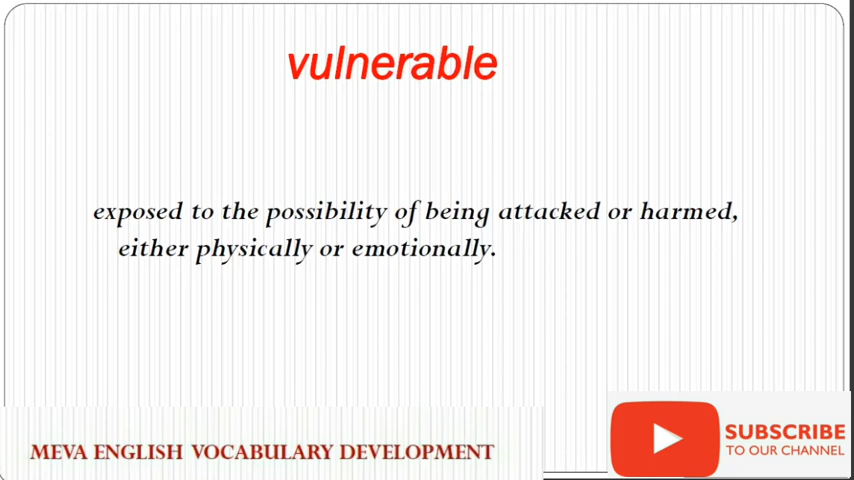 vulnerable
exposed to the possibility of being attacked or harmed,
either physically or emotionally.
MEVA ENGLISH VOCABULARY DEVELOPMENT
SUBSCRIBE
TO OUR CHANNEL